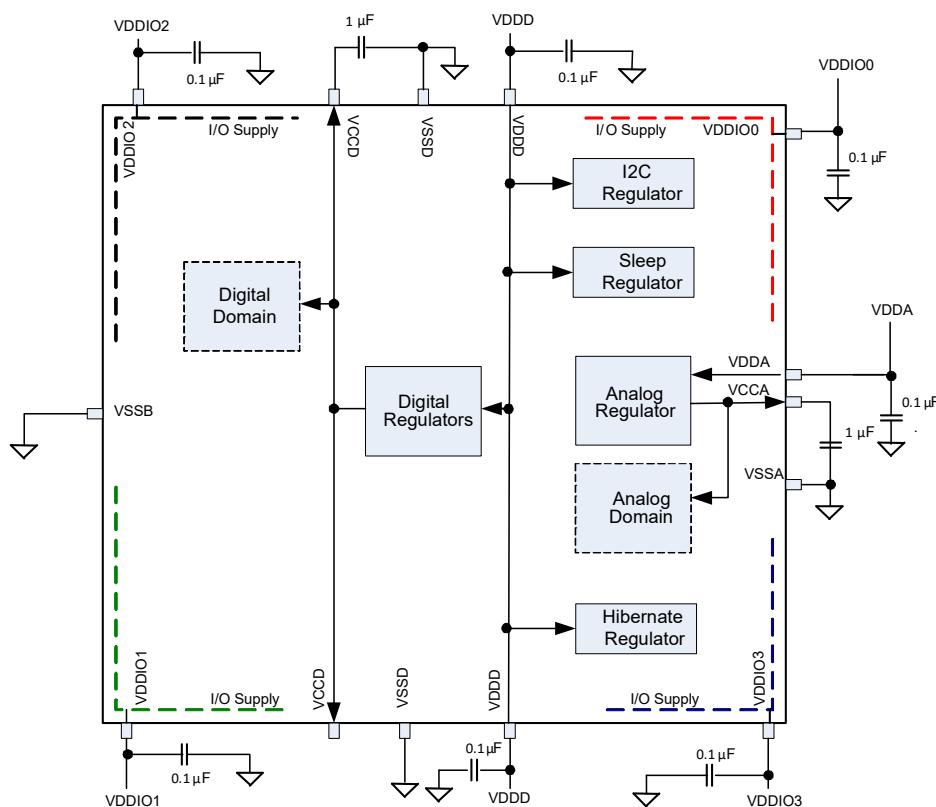 VDDIO2
1 µF
VDDD
0.1 µF
0.1 µF
VDDIO0
I/O Supply
I/O Supply
VDDIO0
VDDIO 2
VCCD
VSSD
VDDD
0.1 µF
I2C
Regulator
Sleep
Regulator
Digital
Domain
VDDA
VDDA
VCCA
Analog
Regulator
Digital
Regulators
0.1 µF
.
1 µF
VSSB
VSSA
Analog
Domain
Hibernate
Regulator
VDDIO1
VCCD
VSSD
VDDD
VDDIO3
I/O Supply
I/O Supply
0.1 µF
0.1 µF
0.1 µF
VDDIO1
VDDD
VDDIO3